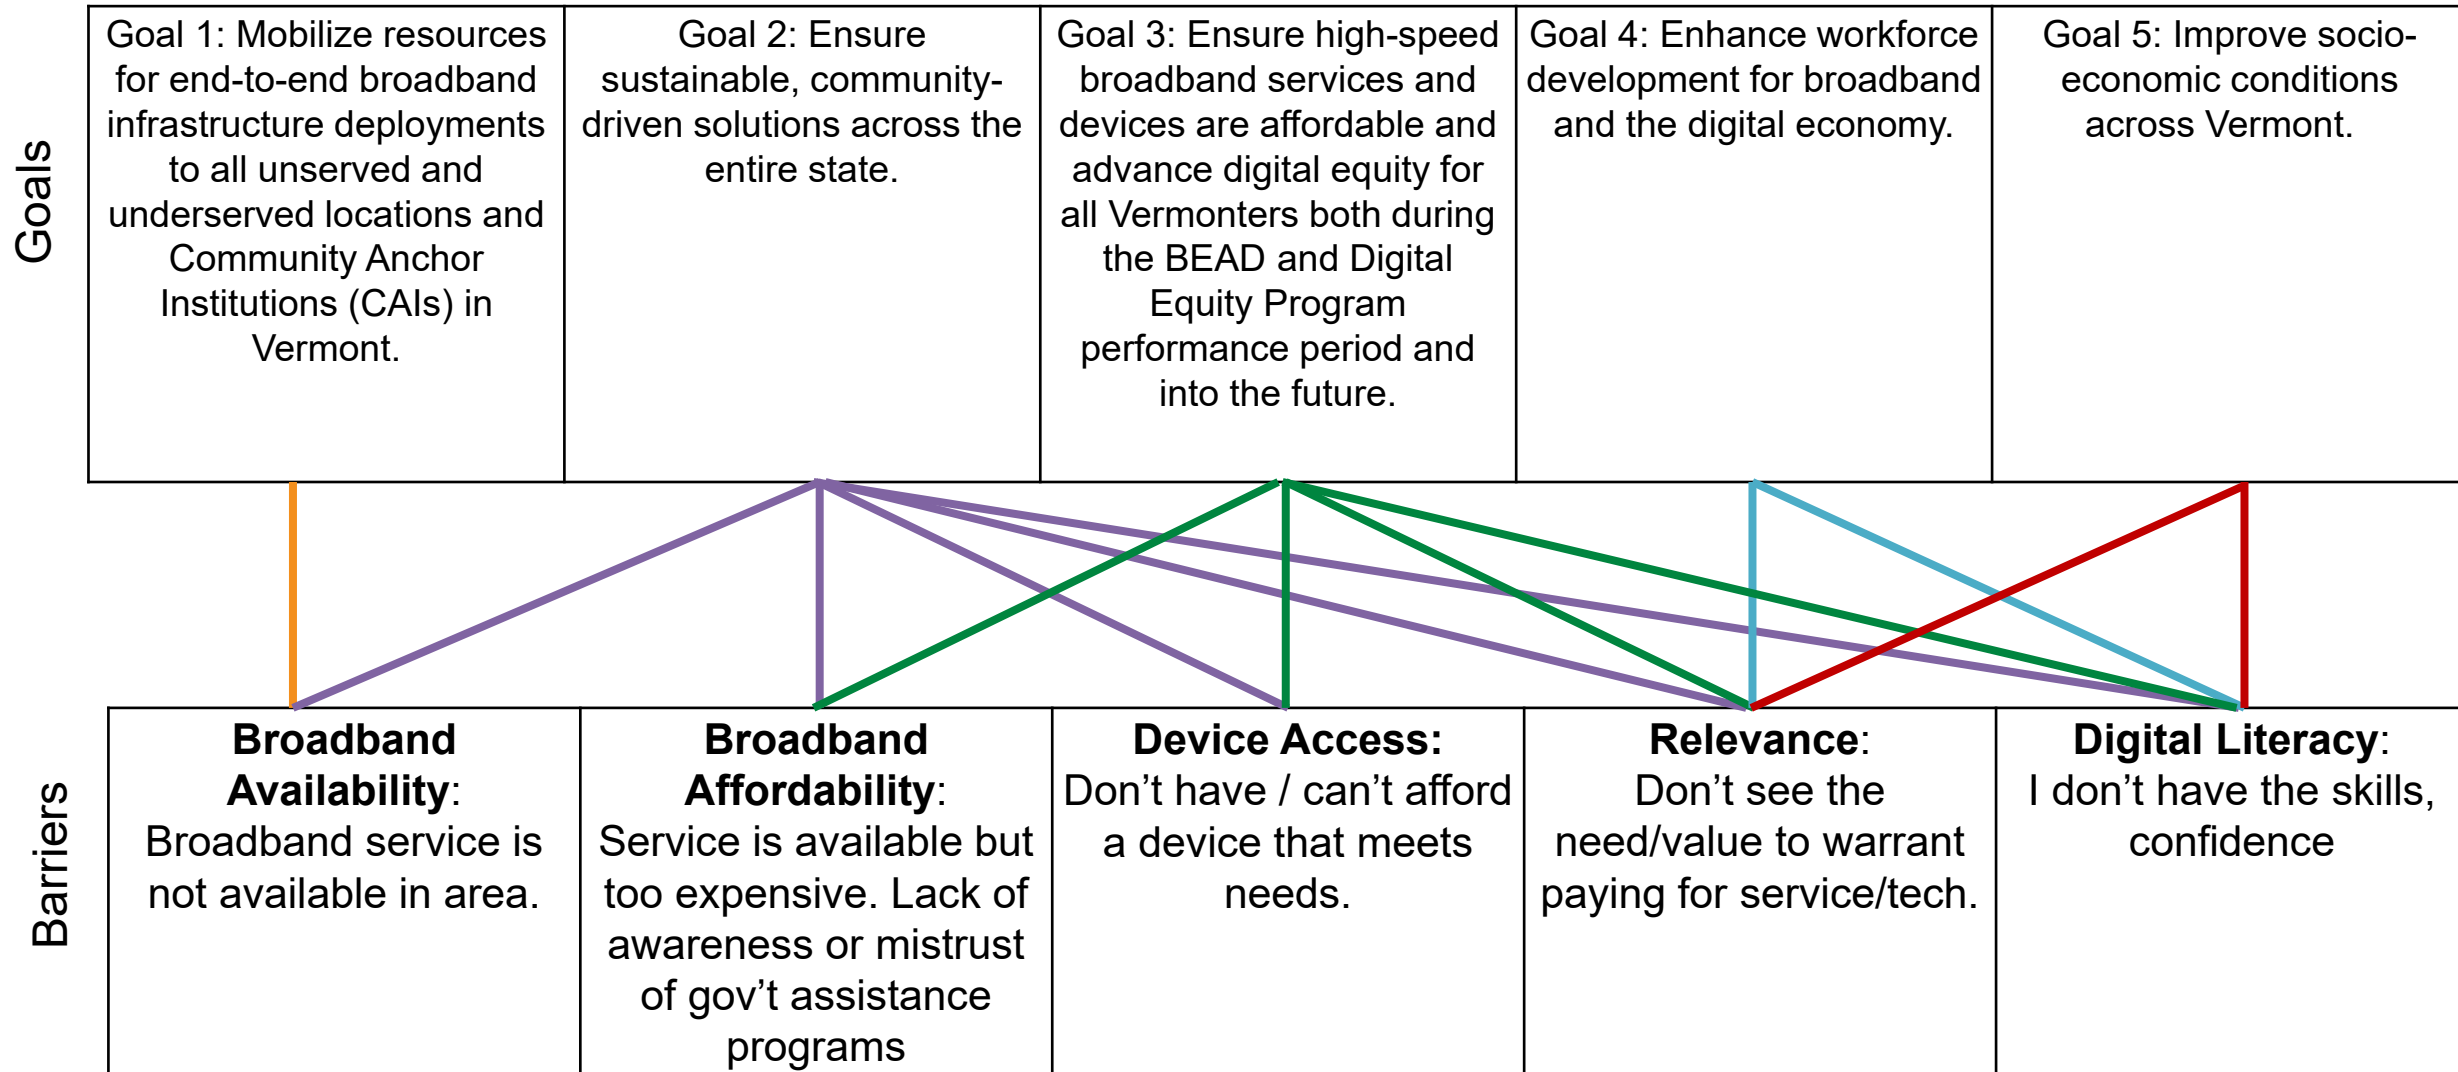 Goals
Goal 1: Mobilize resources
for end-to-end broadband
infrastructure deployments
to all unserved and
underserved locations and
Community Anchor
Institutions (CAIs) in
Vermont.
Goal 2: Ensure
sustainable, community-
driven solutions across the
entire state.
Goal 3: Ensure high-speed
broadband services and
devices are affordable and
advance digital equity for
all Vermonters both during
the BEAD and Digital
Equity Program
performance period and
into the future.
Goal 4: Enhance workforce
development for broadband
and the digital economy.
Goal 5: Improve socio-
economic conditions
across Vermont.
Barriers
Broadband
Availability:
Broadband service is
not available in area.
Broadband
Affordability:
Service is available but
too expensive. Lack of
awareness or mistrust
of gov’t assistance
programs
Device Access:
Don’t have / can’t afford
a device that meets
needs.
Relevance:
Don’t see the
need/value to warrant
paying for service/tech.
Digital Literacy:
I don’t have the skills,
confidence